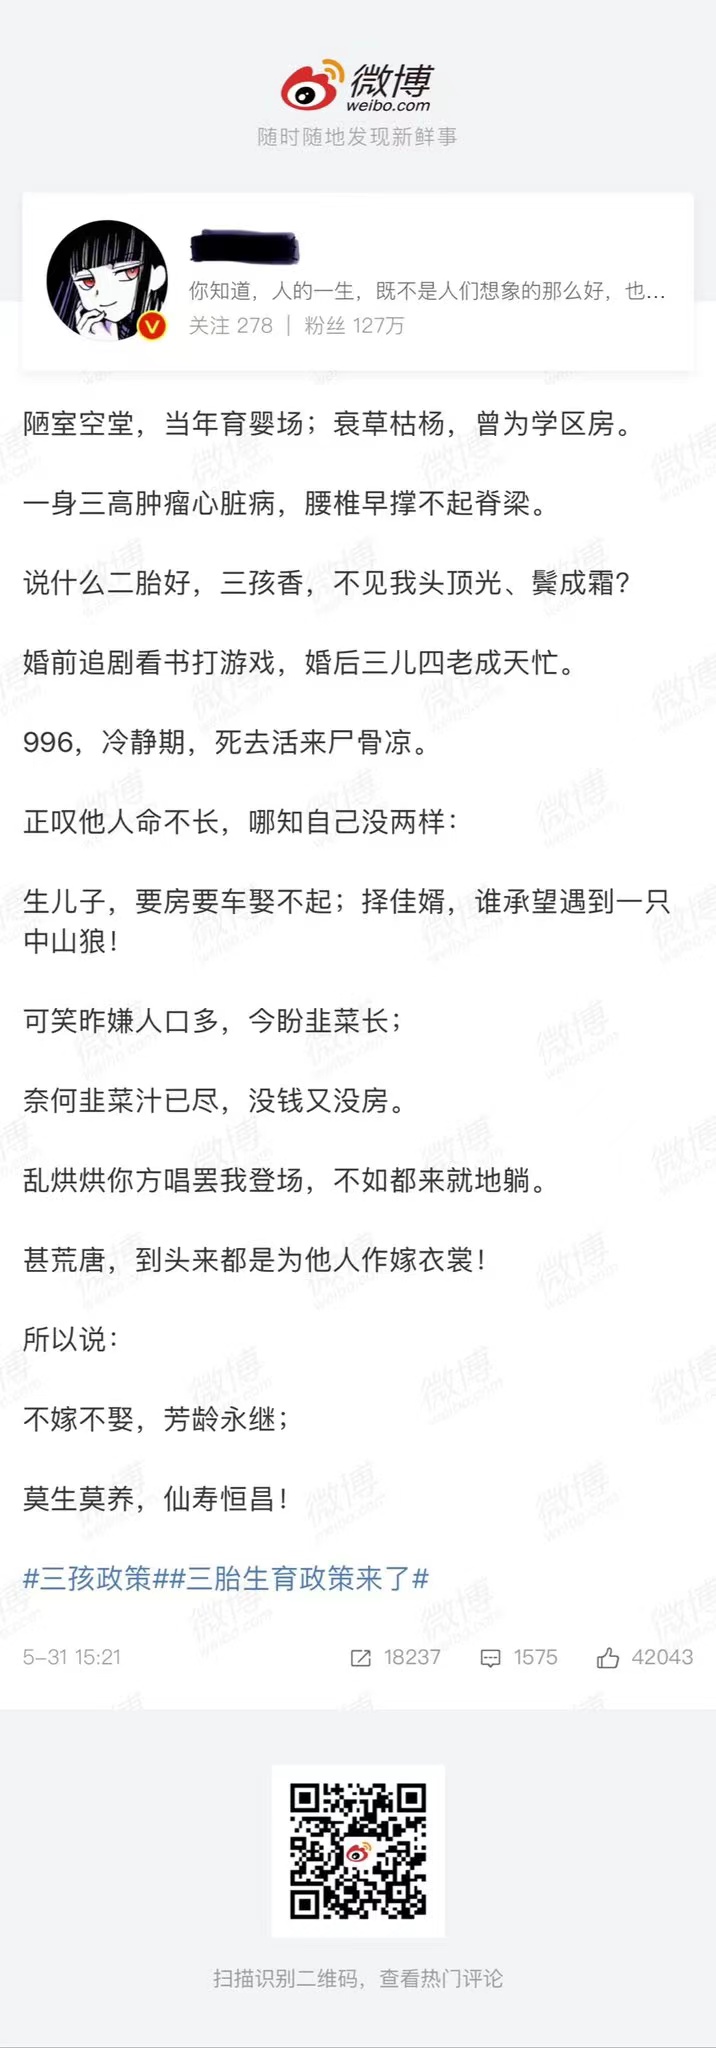 微博
weibo.com
随时随地发现新鲜事
你知道，人的一生，既不是人们想象的那么好，也...
关注 278 | 粉丝 127万
陋室空堂，当年育婴场；衰草枯杨，曾为学区房。
一身三高肿瘤心脏病，腰椎早撑不起脊梁。
说什么二胎好，三孩香，不见我头顶光、鬓成霜？
婚前追剧看书打游戏，婚后三儿四老成天忙。
996，冷静期，死去活来尸骨凉。
正叹他人命不长，哪知自己没两样：
生儿子，要房要车娶不起；择佳婿，谁承望遇到一只
中山狼！
可笑昨嫌人口多，今盼韭菜长；
奈何韭菜汁已尽，没钱又没房。
乱烘烘你方唱罢我登场，不如都来就地躺。
甚荒唐，到头来都是为他人作嫁衣裳！
所以说：
不嫁不娶，芳龄永继；
莫生莫养，仙寿恒昌！
#三孩政策##三胎生育政策来了#
5-31 15:21 18237 1575 42043
扫描识别二维码，查看热门评论